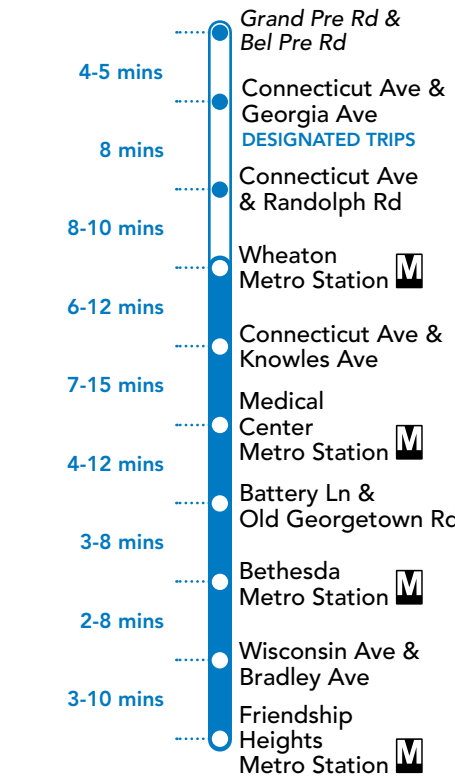 Grand Pre Rd &
Bel Pre Rd
4-5 mins
Connecticut Ave &
Georgia Ave
DESIGNATED TRIPS
8 mins
Connecticut Ave
& Randolph Rd
8-10 mins
Wheaton
Metro Station M
6-12 mins
Connecticut Ave &
Knowles Ave
7-15 mins
Medical
Center
Metro Station M
4-12 mins
Battery Ln &
Old Georgetown Rd
3-8 mins
Bethesda
Metro Station M
2-8 mins
Wisconsin Ave &
Bradley Ave
3-10 mins
Friendship
Heights
Metro Station M